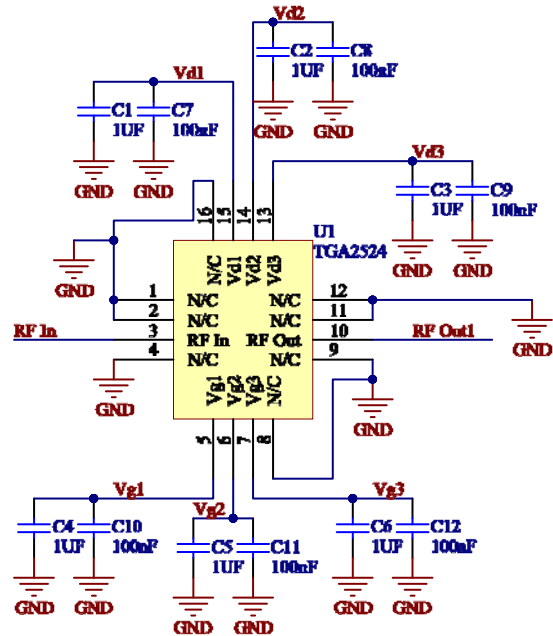 Vd2
C2
C8
1UF
100nF
GND
GND
Vd1
C1
C7
1UF
100nF
GND
GND
Vd3
C3
C9
1UF
100nF
GND
GND
16
15
14
13
U1
TGA2524
N/C
Vd1
Vd2
Vd3
GND
1
N/C
N/C
12
2
N/C
N/C
11
RF In
3
RF In
RF Out
10
RF Out1
4
N/C
N/C
9
GND
GND
Vg1
Vg2
Vg3
N/C
5
6
7
8
GND
Vg1
C4
C10
1UF
100nF
GND
GND
Vg2
C5
C11
1UF
100nF
GND
GND
Vg3
C6
C12
1UF
100nF
GND
GND